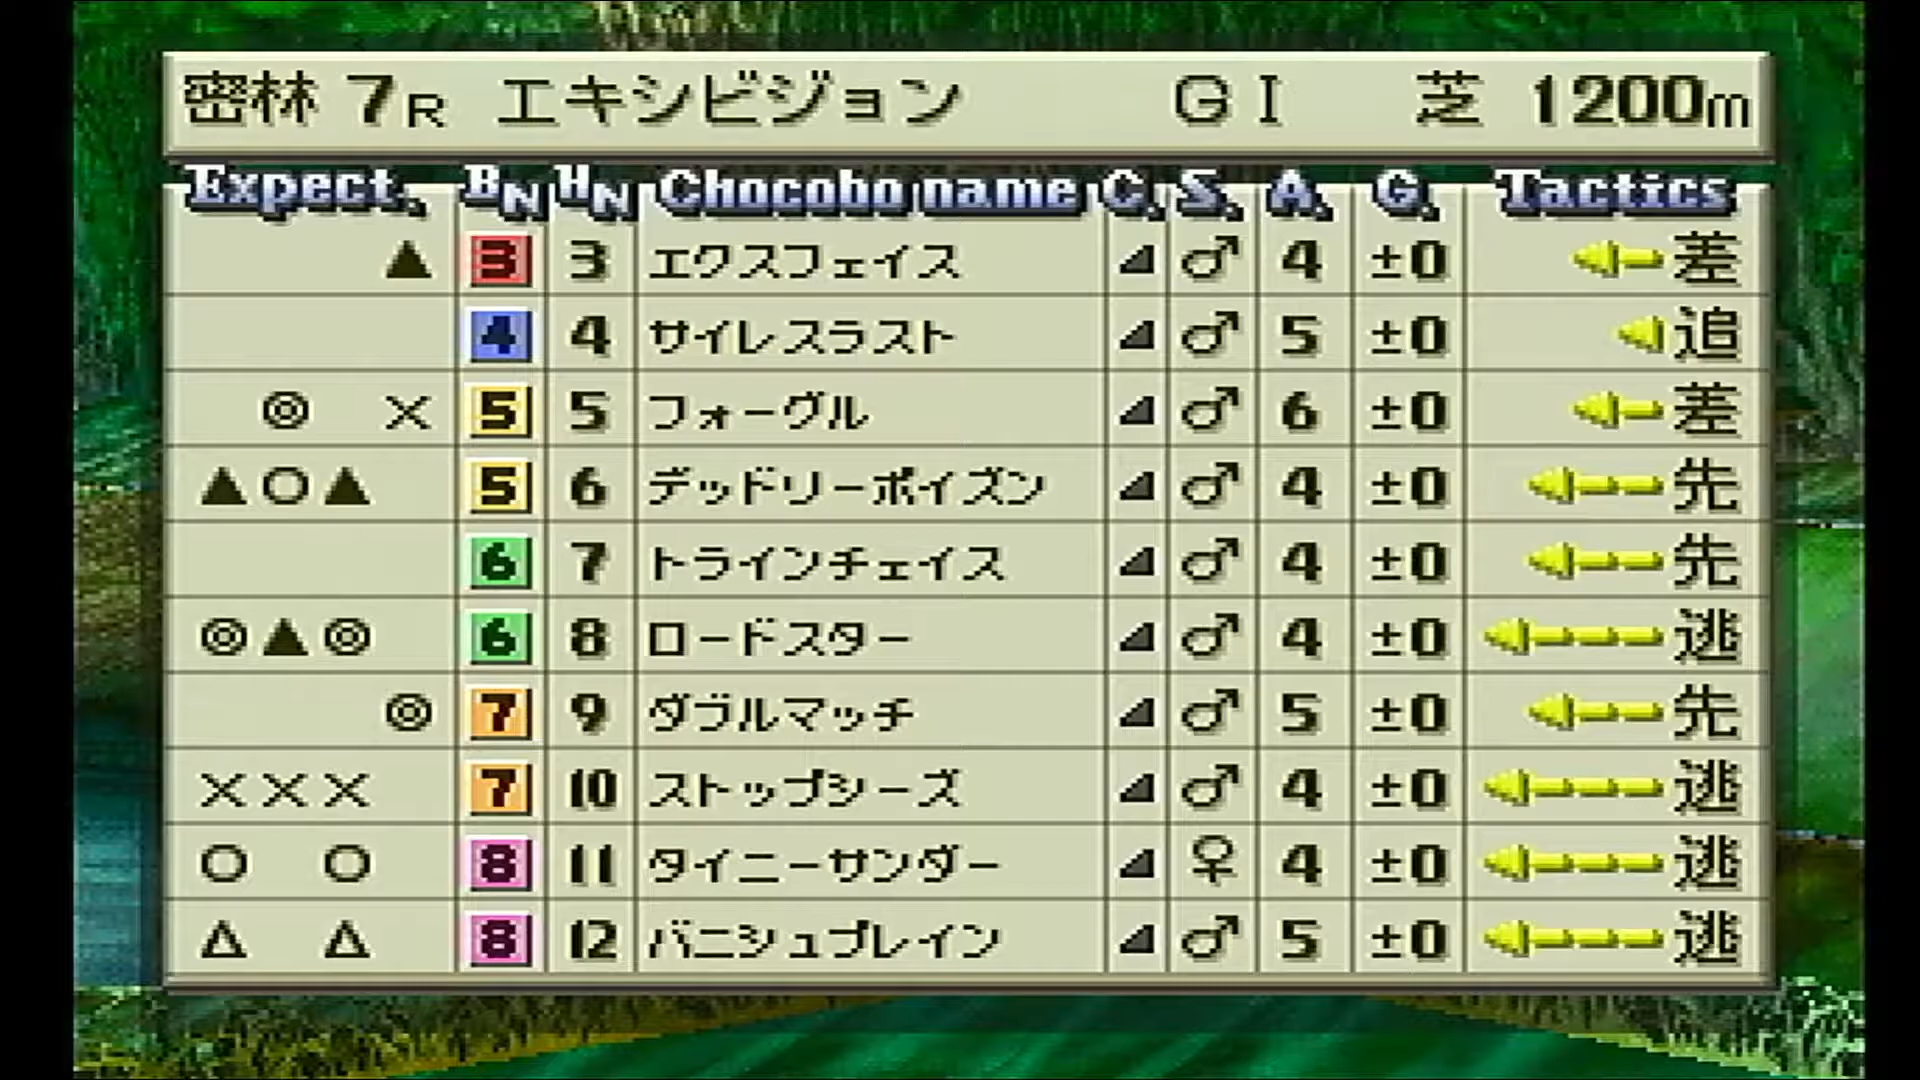 密林 7R エキシビジョン GI 芝 1200m
Expect. BN HN Chocobo name C. S. A. G. Tactics
▲ 3 3 エクスフェイス ♂ 4 ±0 差
4 4 サイレスラスト ♂ 5 ±0 追
◎ × 5 5 フォーグル ♂ 6 ±0 差
▲○▲ 5 6 デッドリーポイズン ♂ 4 ±0 先
6 7 トラインチェイス ♂ 4 ±0 先
◎▲◎ 6 8 ロードスター ♂ 4 ±0 逃
◎ 7 9 ダブルマッチ ♂ 5 ±0 先
××× 7 10 ストップシーズ ♂ 4 ±0 逃
○ ○ 8 11 タイニーサンダー ♀ 4 ±0 逃
△ △ 8 12 バニシュブレイン ♂ 5 ±0 逃